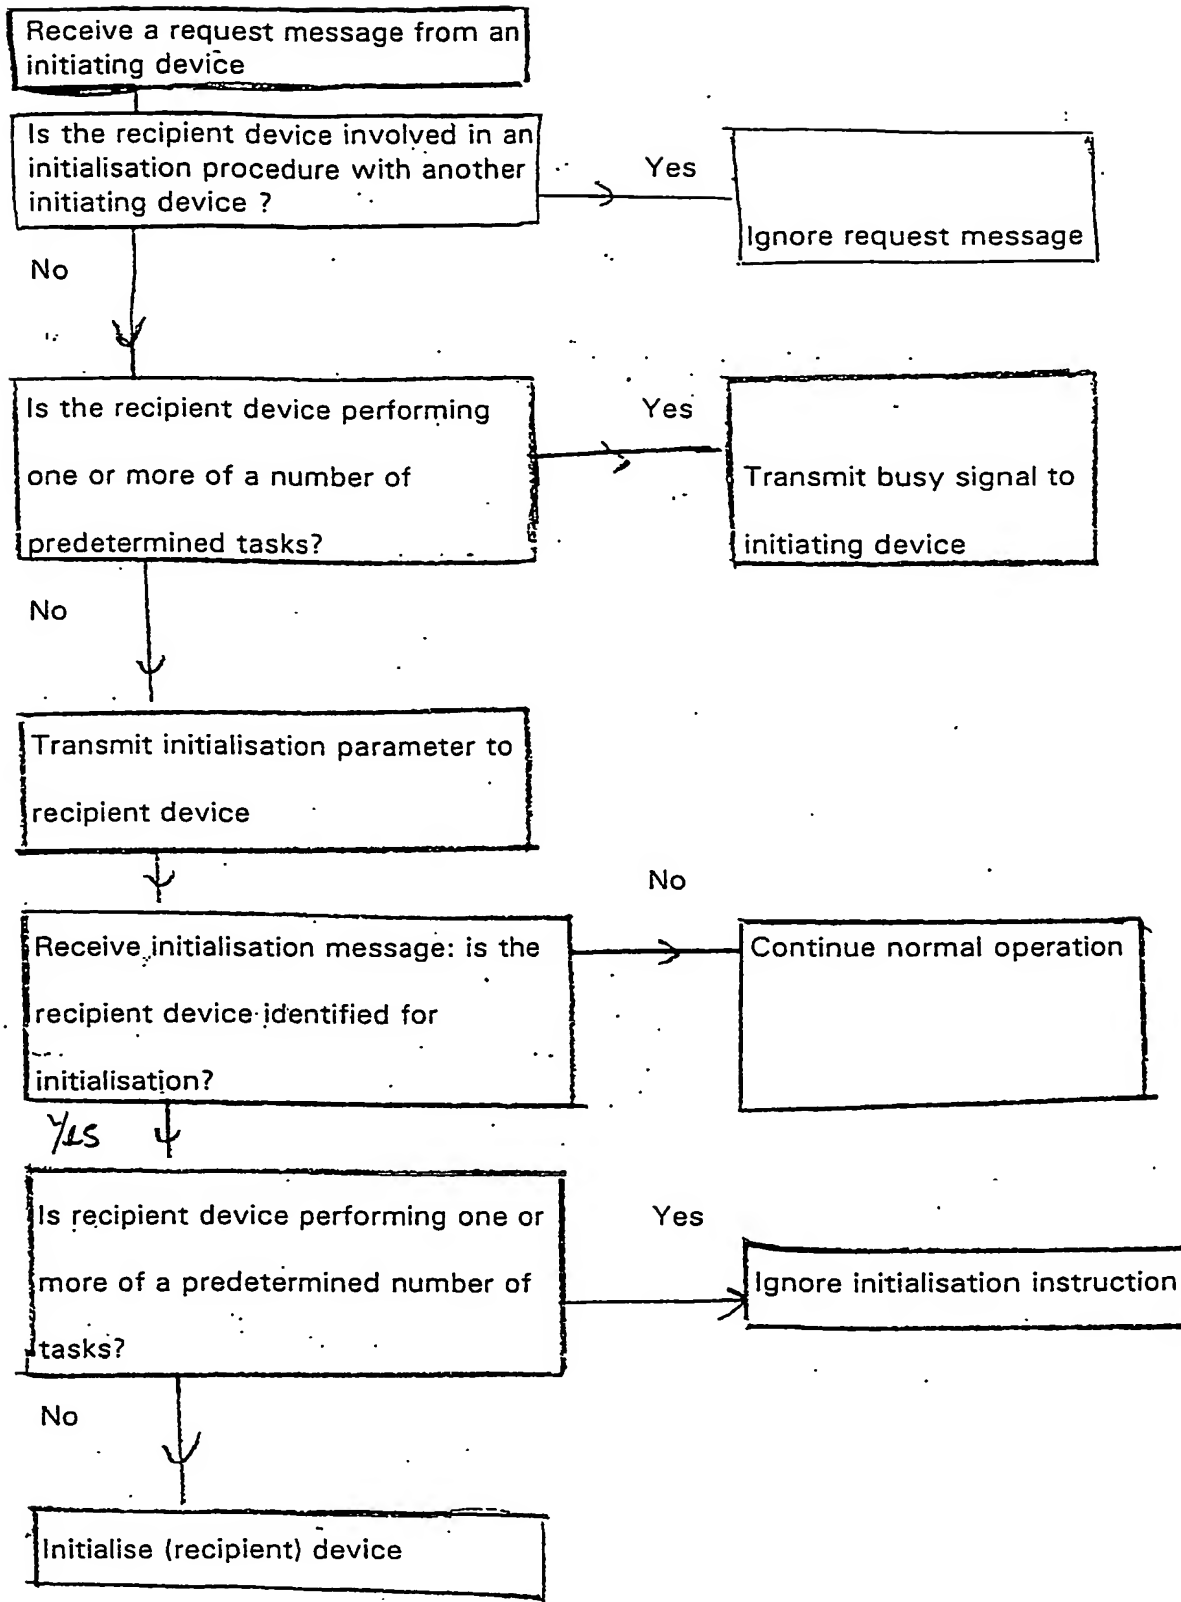 Receive a request message from an
initiating device
Is the recipient device involved in an
initialisation procedure with another
initiating device ?
Yes
Ignore request message
No
Is the recipient device performing
one or more of a number of
predetermined tasks?
Yes
Transmit busy signal to
initiating device
No
Transmit initialisation parameter to
recipient device
Receive initialisation message: is the
recipient device identified for
initialisation?
No
Continue normal operation
Yes
Is recipient device performing one or
more of a predetermined number of
tasks?
Yes
Ignore initialisation instruction
No
Initialise (recipient) device